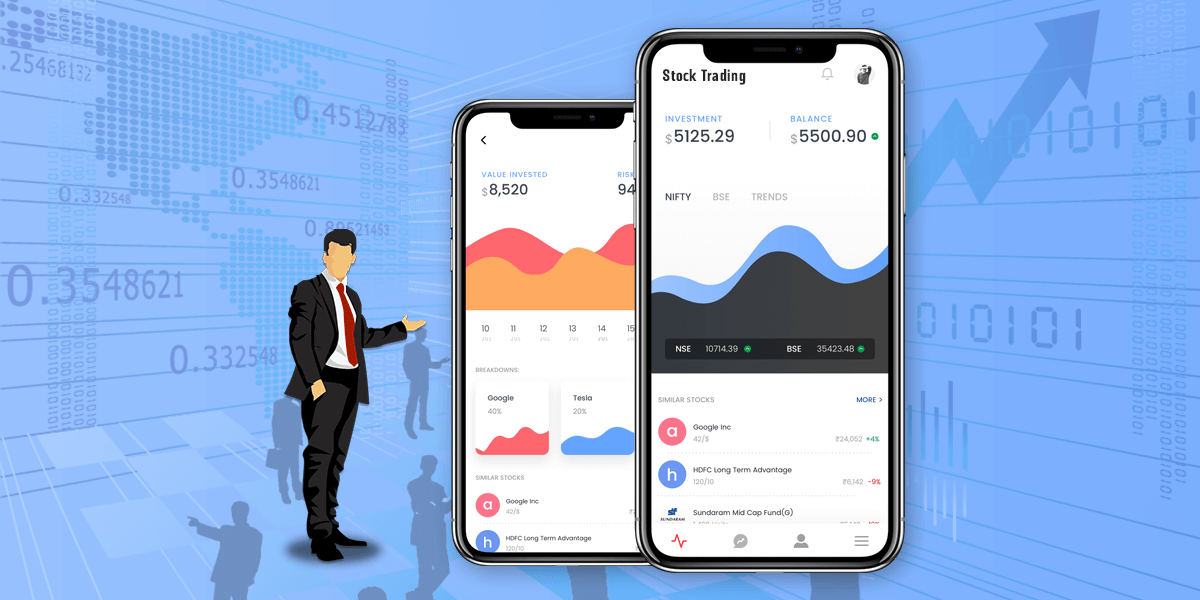 .25468132
0.4512783
0.3548621
0.332548
0.89521453
0.3548621
0.332548
VALUE INVESTED
$8,520
RISK
94
10 11 12 13 14 15
BREAKDOWNS:
Google
40%
Tesla
20%
SIMILAR STOCKS
Google Inc
42/$
h
HDFC Long Term Advantage
120/10
Stock Trading
INVESTMENT
$5125.29
BALANCE
$5500.90
NIFTY BSE TRENDS
NSE 10714.39 BSE 35423.48
SIMILAR STOCKS MORE >
a
Google Inc
42/$ ₹24,052 +4%
h
HDFC Long Term Advantage
120/10 ₹6,142 -9%
SUNDARAM
Sundaram Mid Cap Fund(G)
010101
010101